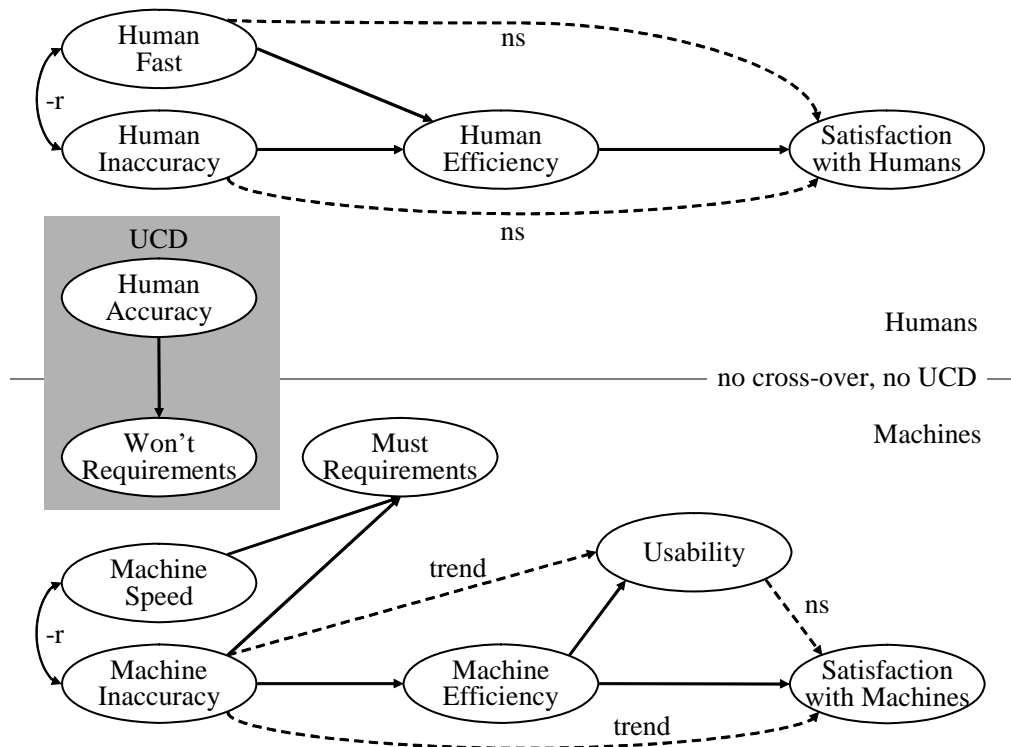 Human
Fast
ns
-r
Human
Inaccuracy
Human
Efficiency
Satisfaction
with Humans
ns
UCD
Human
Accuracy
Humans
no cross-over, no UCD
Machines
Won't
Requirements
Must
Requirements
Usability
trend
Machine
Speed
ns
-r
Machine
Inaccuracy
Machine
Efficiency
Satisfaction
with Machines
trend